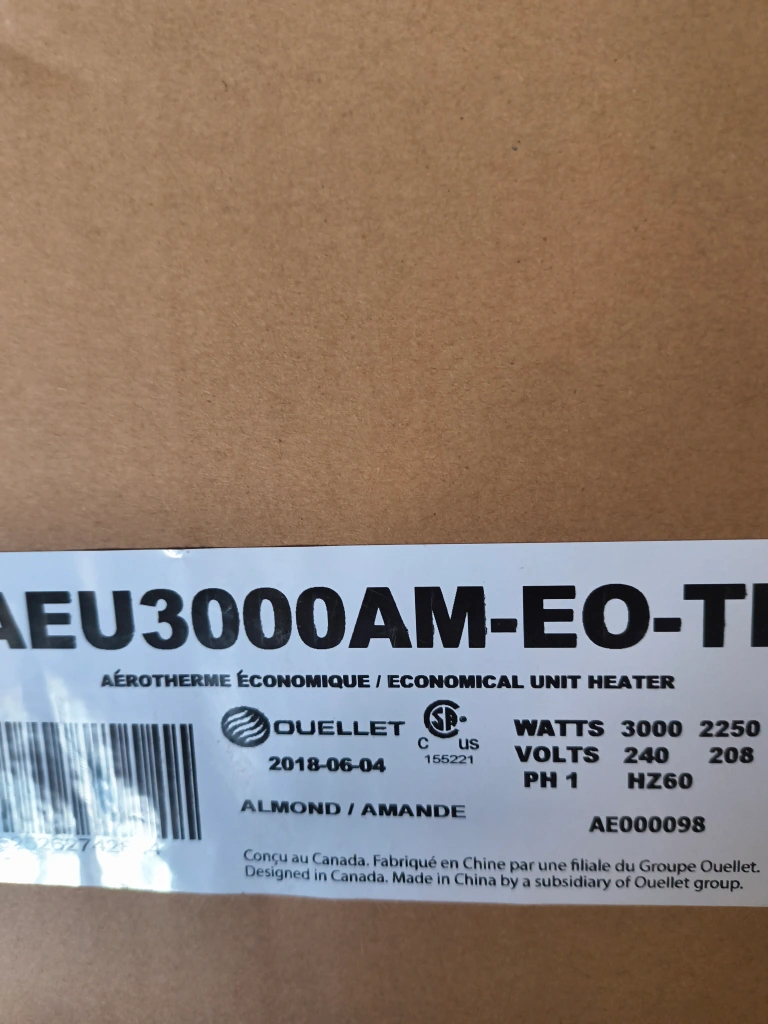 AEU3000AM-EO-T
AÉROTHERME ÉCONOMIQUE / ECONOMICAL UNIT HEATER
OUELLET
2018-06-04
SA
C US
155221
WATTS 3000 2250
VOLTS 240 208
PH 1 HZ60
ALMOND / AMANDE
AE000098
Conçu au Canada. Fabriqué en Chine par une filiale du Groupe Ouellet.
Designed in Canada. Made in China by a subsidiary of Ouellet group.